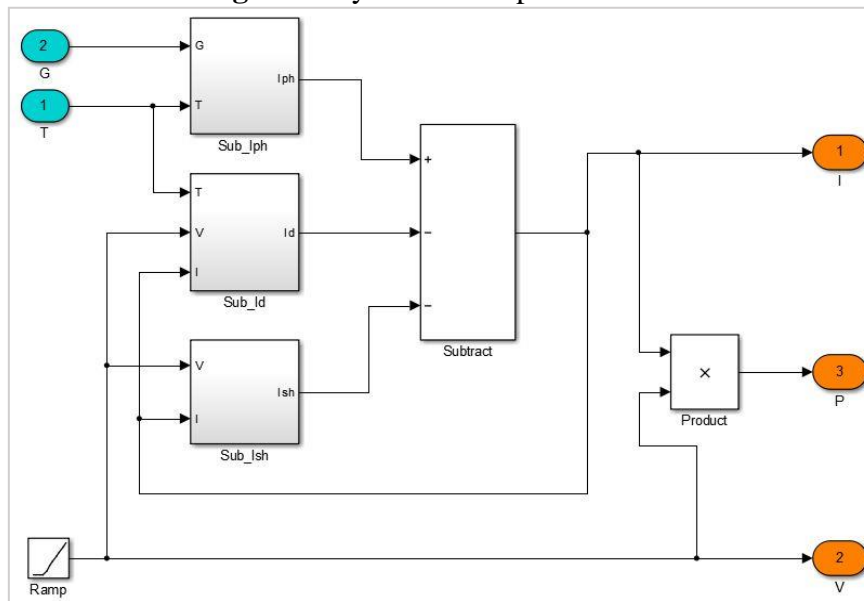 2
G
1
T
G
T
Iph
Sub_Iph
T
V
I
Id
Sub_Id
V
I
Ish
Sub_Ish
+
−
−
Subtract
×
Product
1
I
3
P
2
V
Ramp